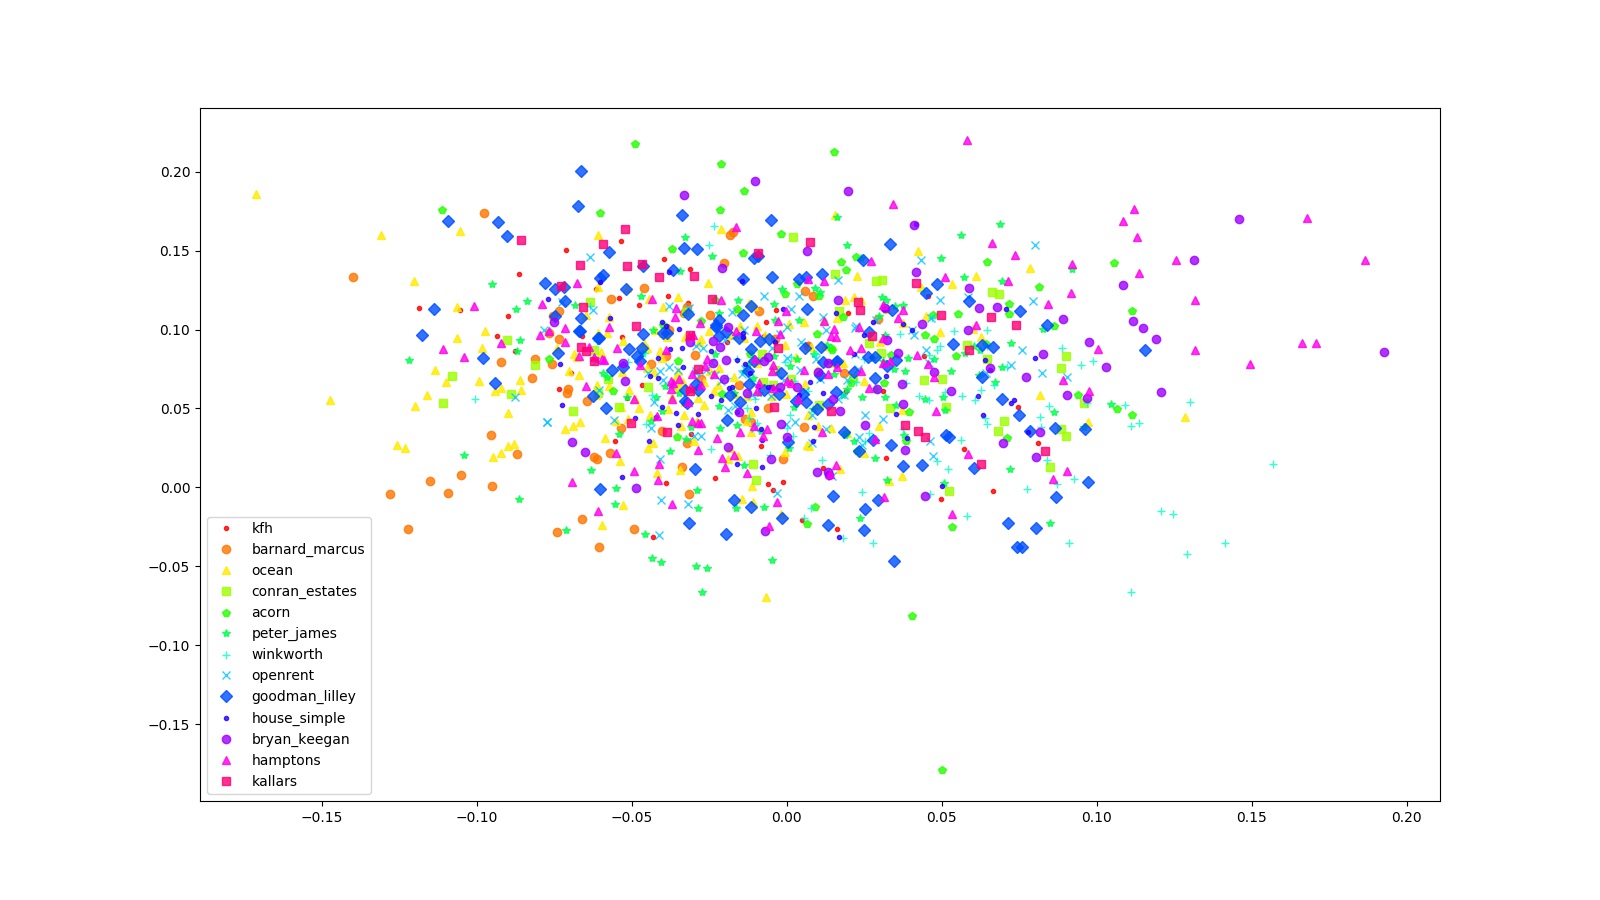 0.20
0.15
0.10
0.05
0.00
−0.05
−0.10
−0.15
kfh
barnard_marcus
ocean
conran_estates
acorn
peter_james
winkworth
openrent
goodman_lilley
house_simple
bryan_keegan
hamptons
kallars
−0.15 −0.10 −0.05 0.00 0.05 0.10 0.15 0.20